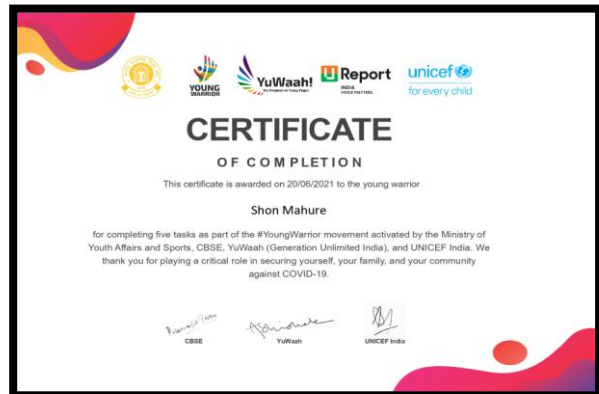 YOUNG
WARRIOR
YuWaah!
U Report
INDIA
VOICE MATTERS
unicef
for every child
CERTIFICATE
OF COMPLETION
This certificate is awarded on 20/06/2021 to the young warrior
Shon Mahure
for completing five tasks as part of the #YoungWarrior movement activated by the Ministry of
Youth Affairs and Sports, CBSE, YuWaah (Generation Unlimited India), and UNICEF India. We
thank you for playing a critical role in securing yourself, your family, and your community
against COVID-19.
CBSE
YuWaah
UNICEF India